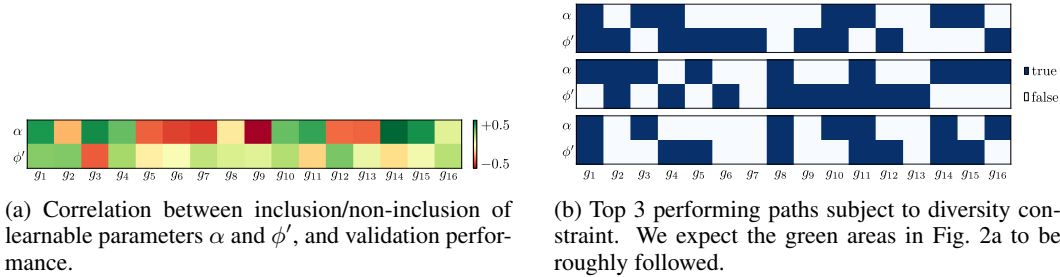 α
ϕ′
g1 g2 g3 g4 g5 g6 g7 g8 g9 g10 g11 g12 g13 g14 g15 g16
+0.5
−0.5
(a) Correlation between inclusion/non-inclusion of
learnable parameters α and ϕ′, and validation perfor-
mance.
α
ϕ′
α
ϕ′
α
ϕ′
g1 g2 g3 g4 g5 g6 g7 g8 g9 g10 g11 g12 g13 g14 g15 g16
true
false
(b) Top 3 performing paths subject to diversity con-
straint. We expect the green areas in Fig. 2a to be
roughly followed.